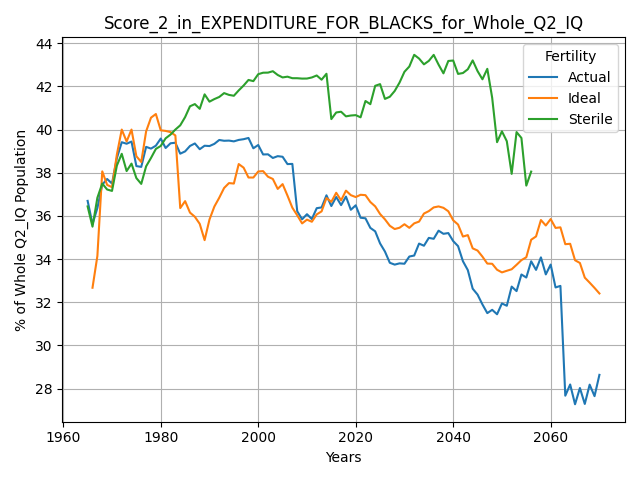 Score_2_in_EXPENDITURE_FOR_BLACKS_for_Whole_Q2_IQ
44
42
40
38
36
34
32
30
28
% of Whole Q2_IQ Population
Fertility
Actual
Ideal
Sterile
1960
1980
2000
2020
2040
2060
Years